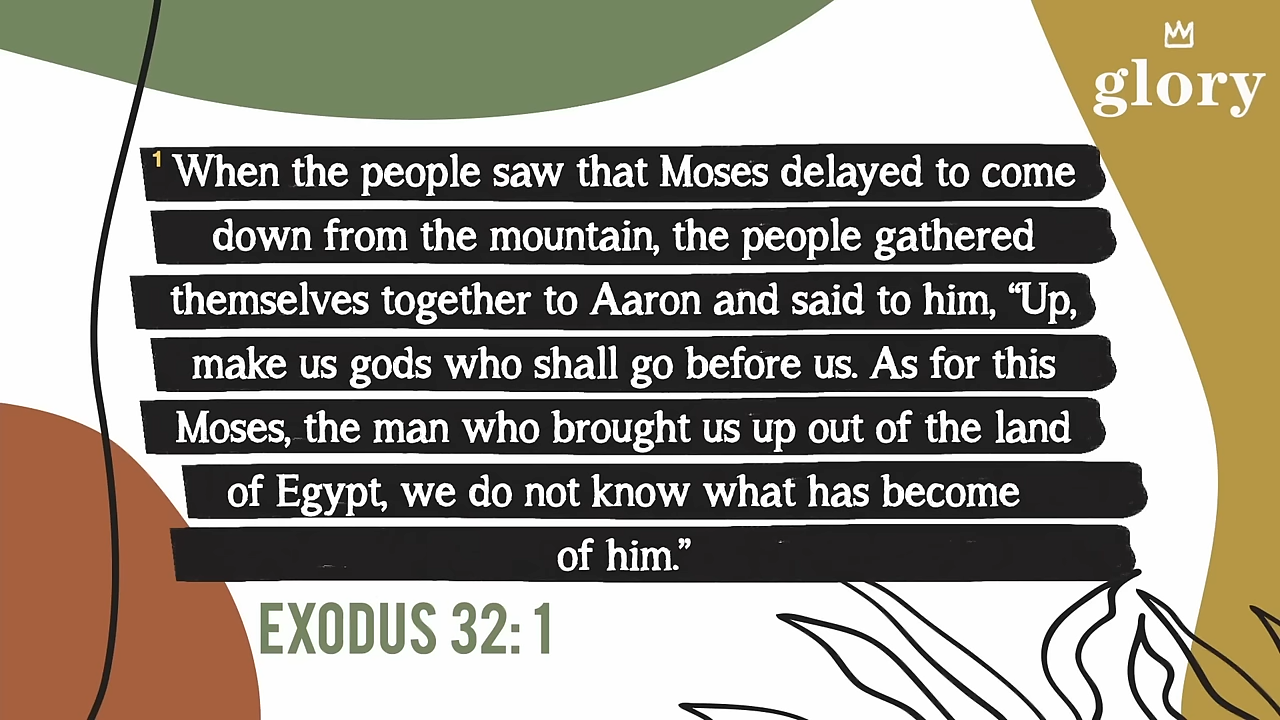 glory
1 When the people saw that Moses delayed to come
down from the mountain, the people gathered
themselves together to Aaron and said to him, “Up,
make us gods who shall go before us. As for this
Moses, the man who brought us up out of the land
of Egypt, we do not know what has become
of him.”
EXODUS 32: 1